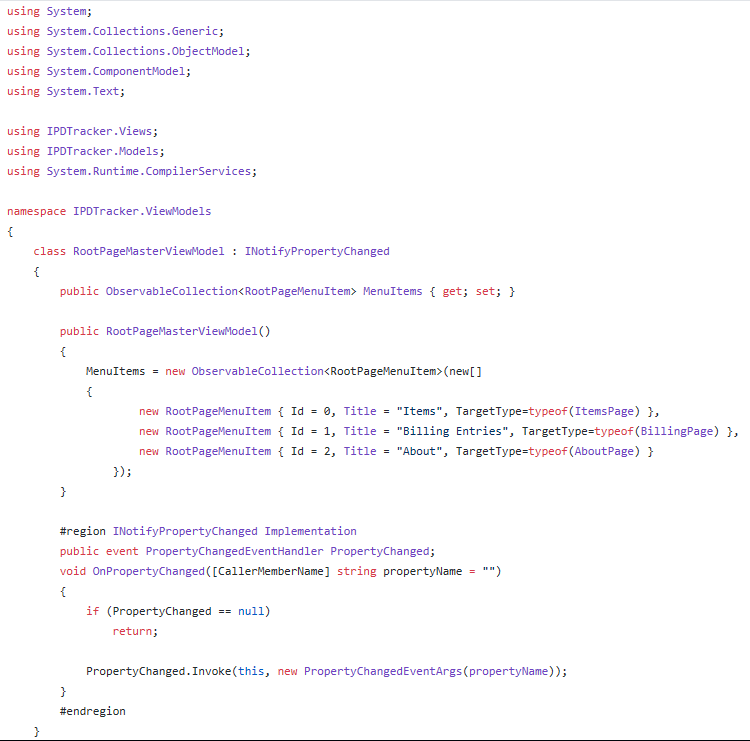 using System;
using System.Collections.Generic;
using System.Collections.ObjectModel;
using System.ComponentModel;
using System.Text;

using IPDTracker.Views;
using IPDTracker.Models;
using System.Runtime.CompilerServices;

namespace IPDTracker.ViewModels
{
    class RootPageMasterViewModel : INotifyPropertyChanged
    {
        public ObservableCollection<RootPageMenuItem> MenuItems { get; set; }

        public RootPageMasterViewModel()
        {
            MenuItems = new ObservableCollection<RootPageMenuItem>(new[]
            {
                    new RootPageMenuItem { Id = 0, Title = "Items", TargetType=typeof(ItemsPage) },
                    new RootPageMenuItem { Id = 1, Title = "Billing Entries", TargetType=typeof(BillingPage) },
                    new RootPageMenuItem { Id = 2, Title = "About", TargetType=typeof(AboutPage) }
                });
        }

        #region INotifyPropertyChanged Implementation
        public event PropertyChangedEventHandler PropertyChanged;
        void OnPropertyChanged([CallerMemberName] string propertyName = "")
        {
            if (PropertyChanged == null)
                return;

            PropertyChanged.Invoke(this, new PropertyChangedEventArgs(propertyName));
        }
        #endregion
    }